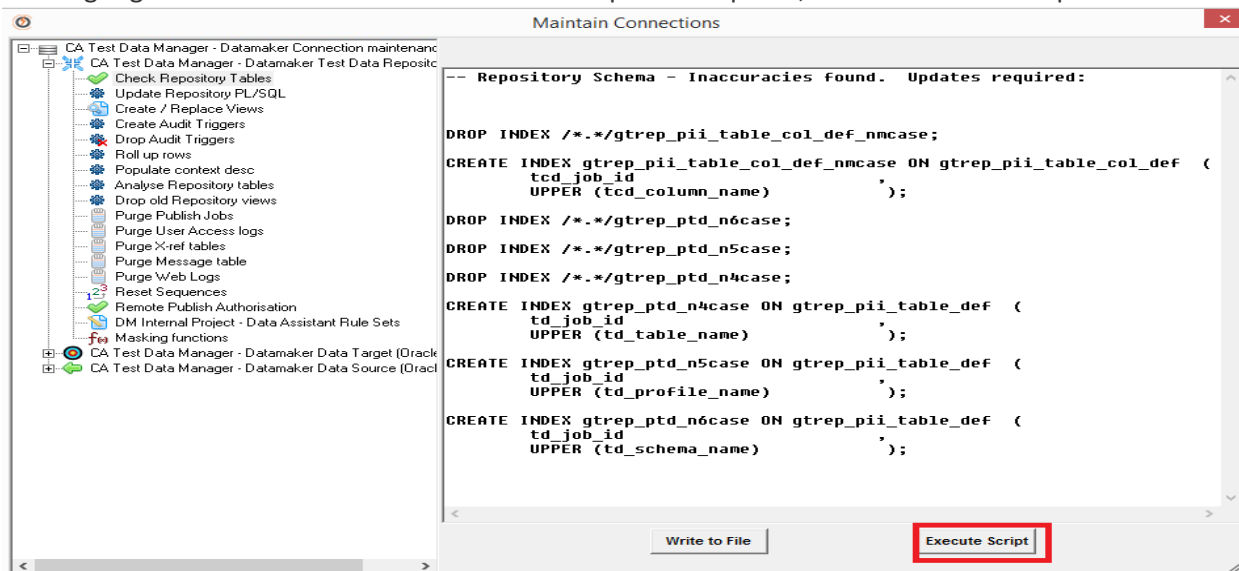 Maintain Connections
CA Test Data Manager - Datamaker Connection maintenanc
CA Test Data Manager - Datamaker Test Data Reposito
Check Repository Tables
Update Repository PL/SQL
Create / Replace Views
Create Audit Triggers
Drop Audit Triggers
Roll up rows
Populate context desc
Analyse Repository tables
Drop old Repository views
Purge Publish Jobs
Purge User Access logs
Purge X-ref tables
Purge Message table
Purge Web Logs
Reset Sequences
Remote Publish Authorisation
DM Internal Project - Data Assistant Rule Sets
Masking functions
CA Test Data Manager - Datamaker Data Target (Oracle
CA Test Data Manager - Datamaker Data Source (Oracl
-- Repository Schema - Inaccuracies found.  Updates required:
DROP INDEX /*.*/gtrep_pii_table_col_def_nmcase;
CREATE INDEX gtrep_pii_table_col_def_nmcase ON gtrep_pii_table_col_def  (
tcd_job_id ,
UPPER (tcd_column_name) );
DROP INDEX /*.*/gtrep_ptd_n6case;
DROP INDEX /*.*/gtrep_ptd_n5case;
DROP INDEX /*.*/gtrep_ptd_n4case;
CREATE INDEX gtrep_ptd_n4case ON gtrep_pii_table_def  (
td_job_id ,
UPPER (td_table_name) );
CREATE INDEX gtrep_ptd_n5case ON gtrep_pii_table_def  (
td_job_id ,
UPPER (td_profile_name) );
CREATE INDEX gtrep_ptd_n6case ON gtrep_pii_table_def  (
td_job_id ,
UPPER (td_schema_name) );
Write to File
Execute Script